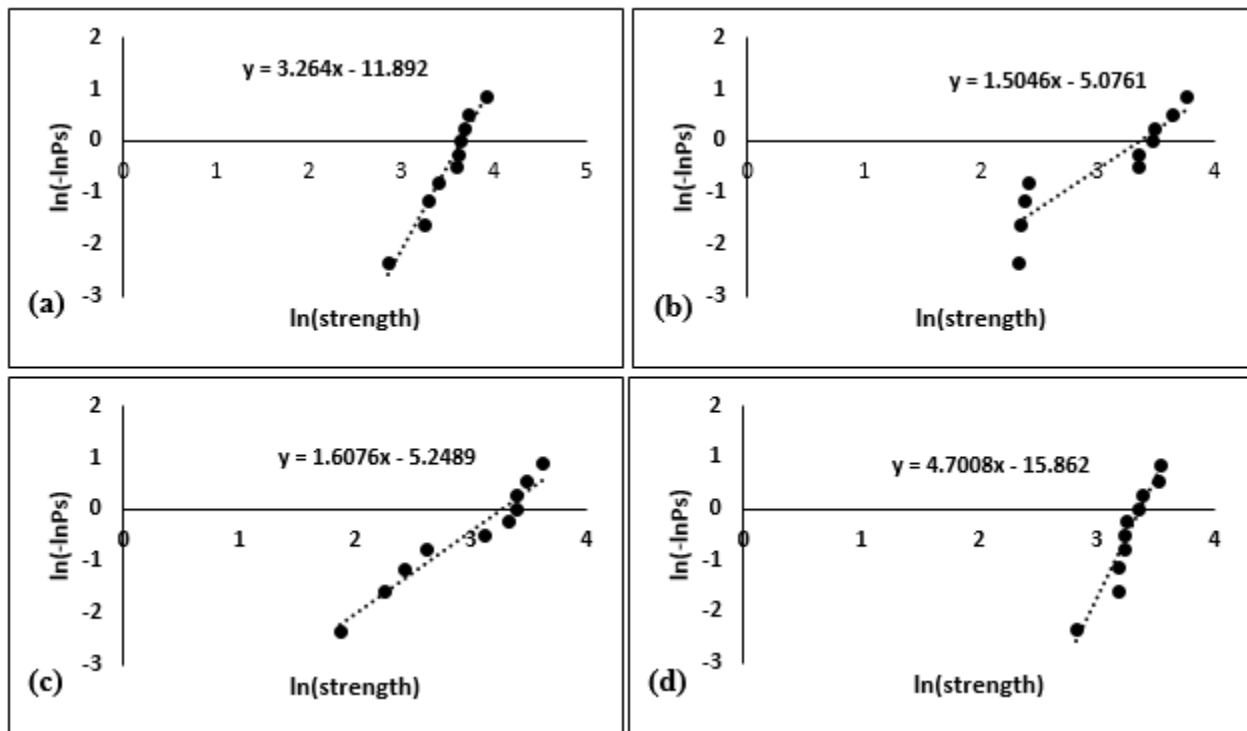 2
y = 3.264x - 11.892
1
0
0 1 2 3 4 5
-1
-2
-3
ln(-lnPs)
(a)
ln(strength)
2
y = 1.5046x - 5.0761
1
0
0 1 2 3 4
-1
-2
-3
ln(-lnPs)
(b)
ln(strength)
2
y = 1.6076x - 5.2489
1
0
0 1 2 3 4
-1
-2
-3
ln(-lnPs)
(c)
ln(strength)
2
y = 4.7008x - 15.862
1
0
0 1 2 3 4
-1
-2
-3
ln(-lnPs)
(d)
ln(strength)